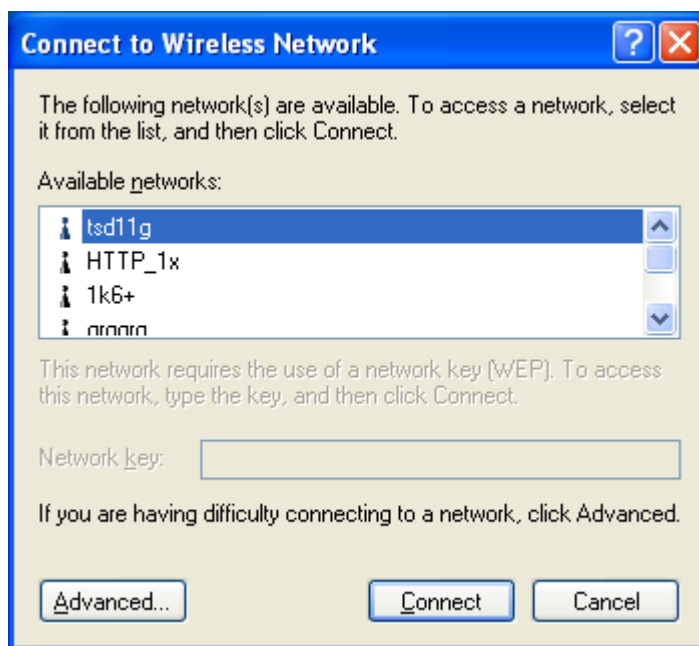 Connect to Wireless Network
The following network(s) are available. To access a network, select
it from the list, and then click Connect.
Available networks:
tsd11g
HTTP_1x
1k6+
This network requires the use of a network key (WEP). To access
this network, type the key, and then click Connect.
Network key:
If you are having difficulty connecting to a network, click Advanced.
Advanced...
Connect
Cancel